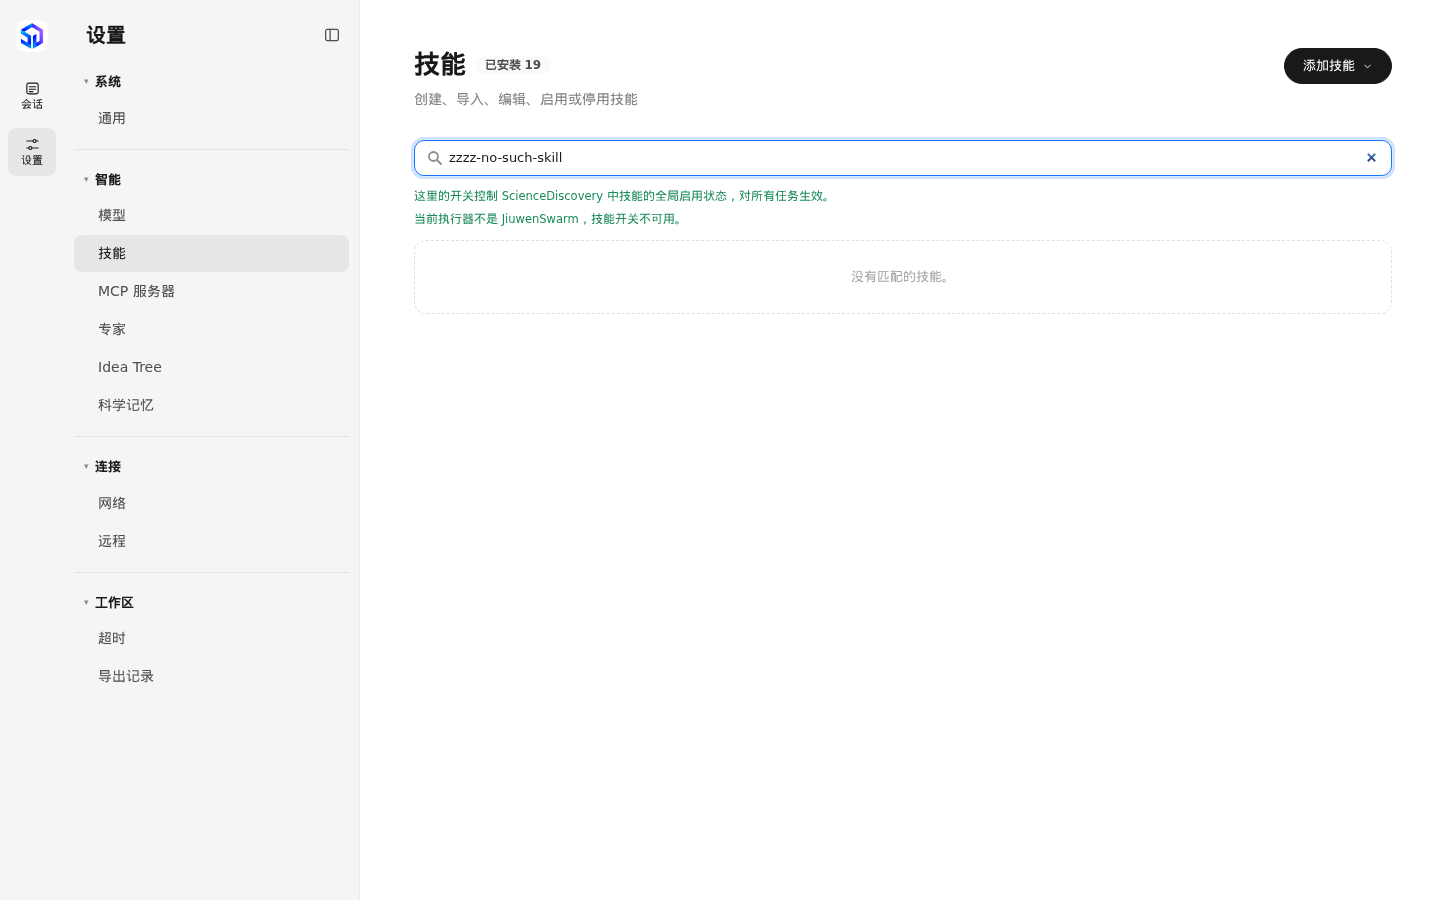 会话
设置
设置
系统
通用
智能
模型
技能
MCP 服务器
专家
Idea Tree
科学记忆
连接
网络
远程
工作区
超时
导出记录
技能
已安装 19
添加技能
创建、导入、编辑、启用或停用技能
zzzz-no-such-skill
这里的开关控制 ScienceDiscovery 中技能的全局启用状态，对所有任务生效。
当前执行器不是 JiuwenSwarm，技能开关不可用。
没有匹配的技能。